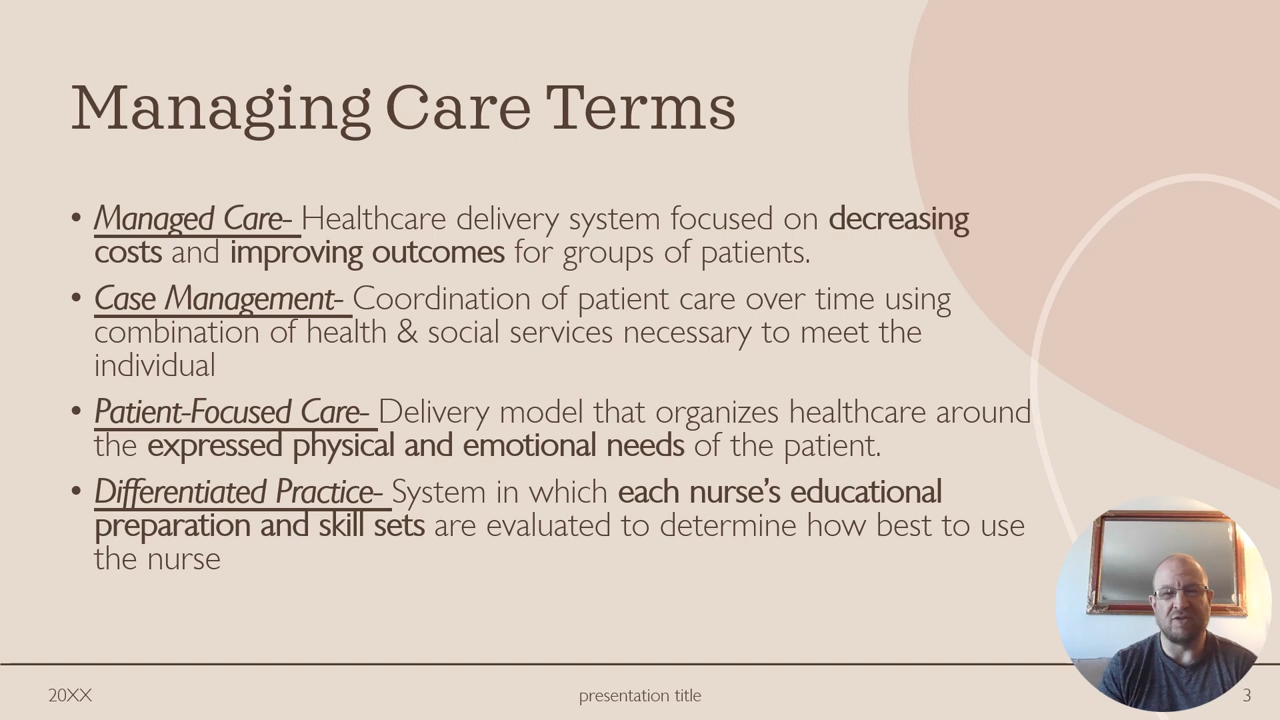 Managing Care Terms
• Managed Care- Healthcare delivery system focused on decreasing
costs and improving outcomes for groups of patients.
• Case Management- Coordination of patient care over time using
combination of health & social services necessary to meet the
individual
• Patient-Focused Care- Delivery model that organizes healthcare around
the expressed physical and emotional needs of the patient.
• Differentiated Practice- System in which each nurse’s educational
preparation and skill sets are evaluated to determine how best to use
the nurse
20XX
presentation title
3